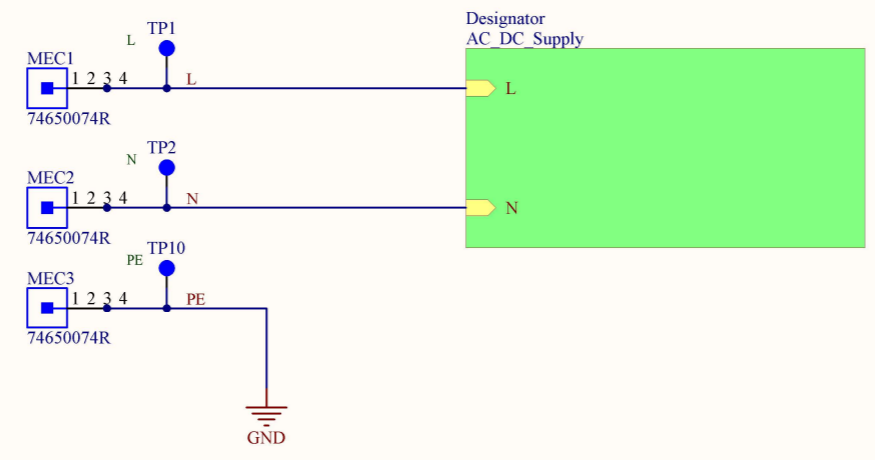 Designator
AC_DC_Supply
TP1
L
MEC1
1 2 3 4
L
L
74650074R
TP2
N
MEC2
1 2 3 4
N
N
74650074R
TP10
PE
MEC3
1 2 3 4
PE
74650074R
GND